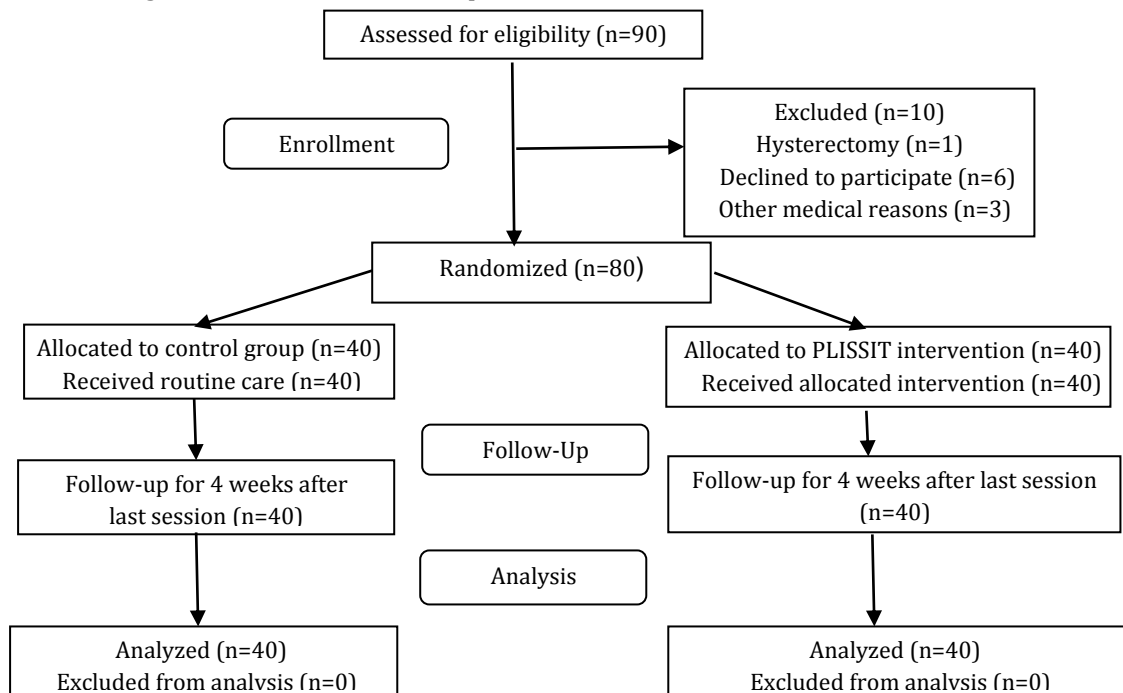 Assessed for eligibility (n=90)
Excluded (n=10)
Hysterectomy (n=1)
Declined to participate (n=6)
Other medical reasons (n=3)
Enrollment
Randomized (n=80)
Allocated to control group (n=40)
Received routine care (n=40)
Allocated to PLISSIT intervention (n=40)
Received allocated intervention (n=40)
Follow-Up
Follow-up for 4 weeks after
last session (n=40)
Follow-up for 4 weeks after last session
(n=40)
Analysis
Analyzed (n=40)
Excluded from analysis (n=0)
Analyzed (n=40)
Excluded from analysis (n=0)